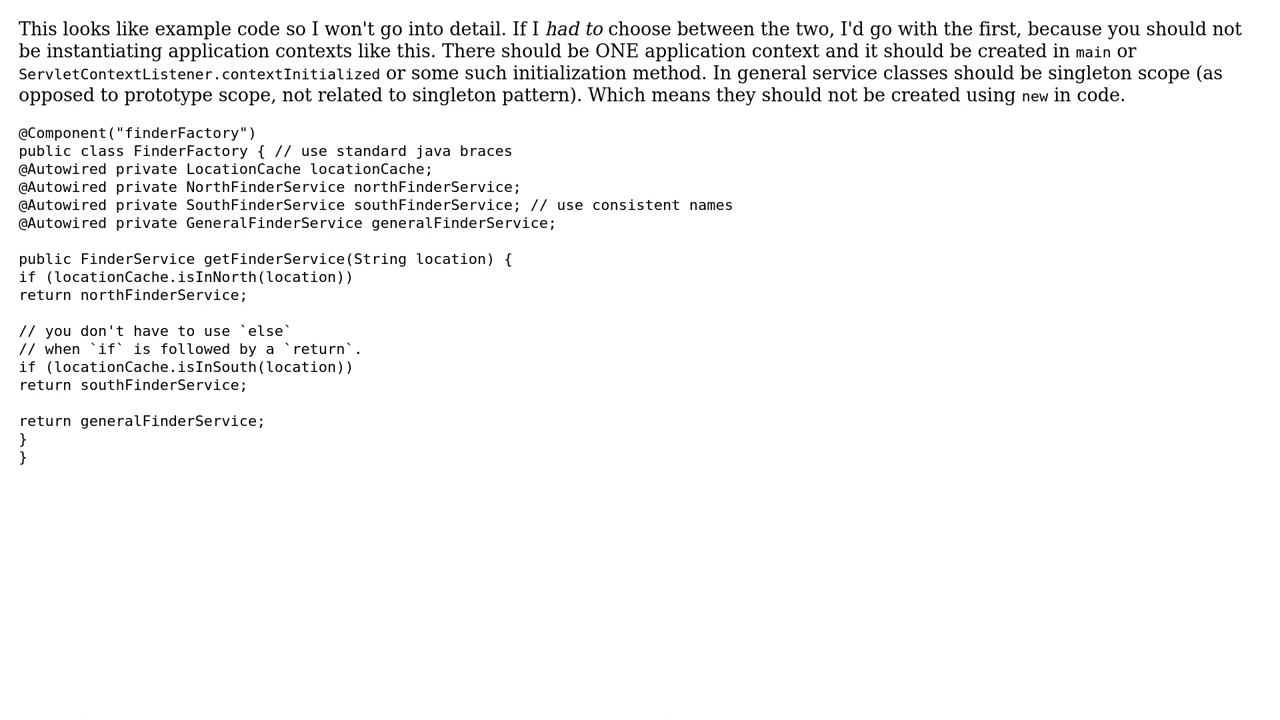 This looks like example code so I won't go into detail. If I had to choose between the two, I'd go with the first, because you should not
be instantiating application contexts like this. There should be ONE application context and it should be created in main or
ServletContextListener.contextInitialized or some such initialization method. In general service classes should be singleton scope (as
opposed to prototype scope, not related to singleton pattern). Which means they should not be created using new in code.
@Component("finderFactory")
public class FinderFactory { // use standard java braces
@Autowired private LocationCache locationCache;
@Autowired private NorthFinderService northFinderService;
@Autowired private SouthFinderService southFinderService; // use consistent names
@Autowired private GeneralFinderService generalFinderService;
public FinderService getFinderService(String location) {
if (locationCache.isInNorth(location))
return northFinderService;
// you don't have to use `else`
// when `if` is followed by a `return`.
if (locationCache.isInSouth(location))
return southFinderService;
return generalFinderService;
}
}